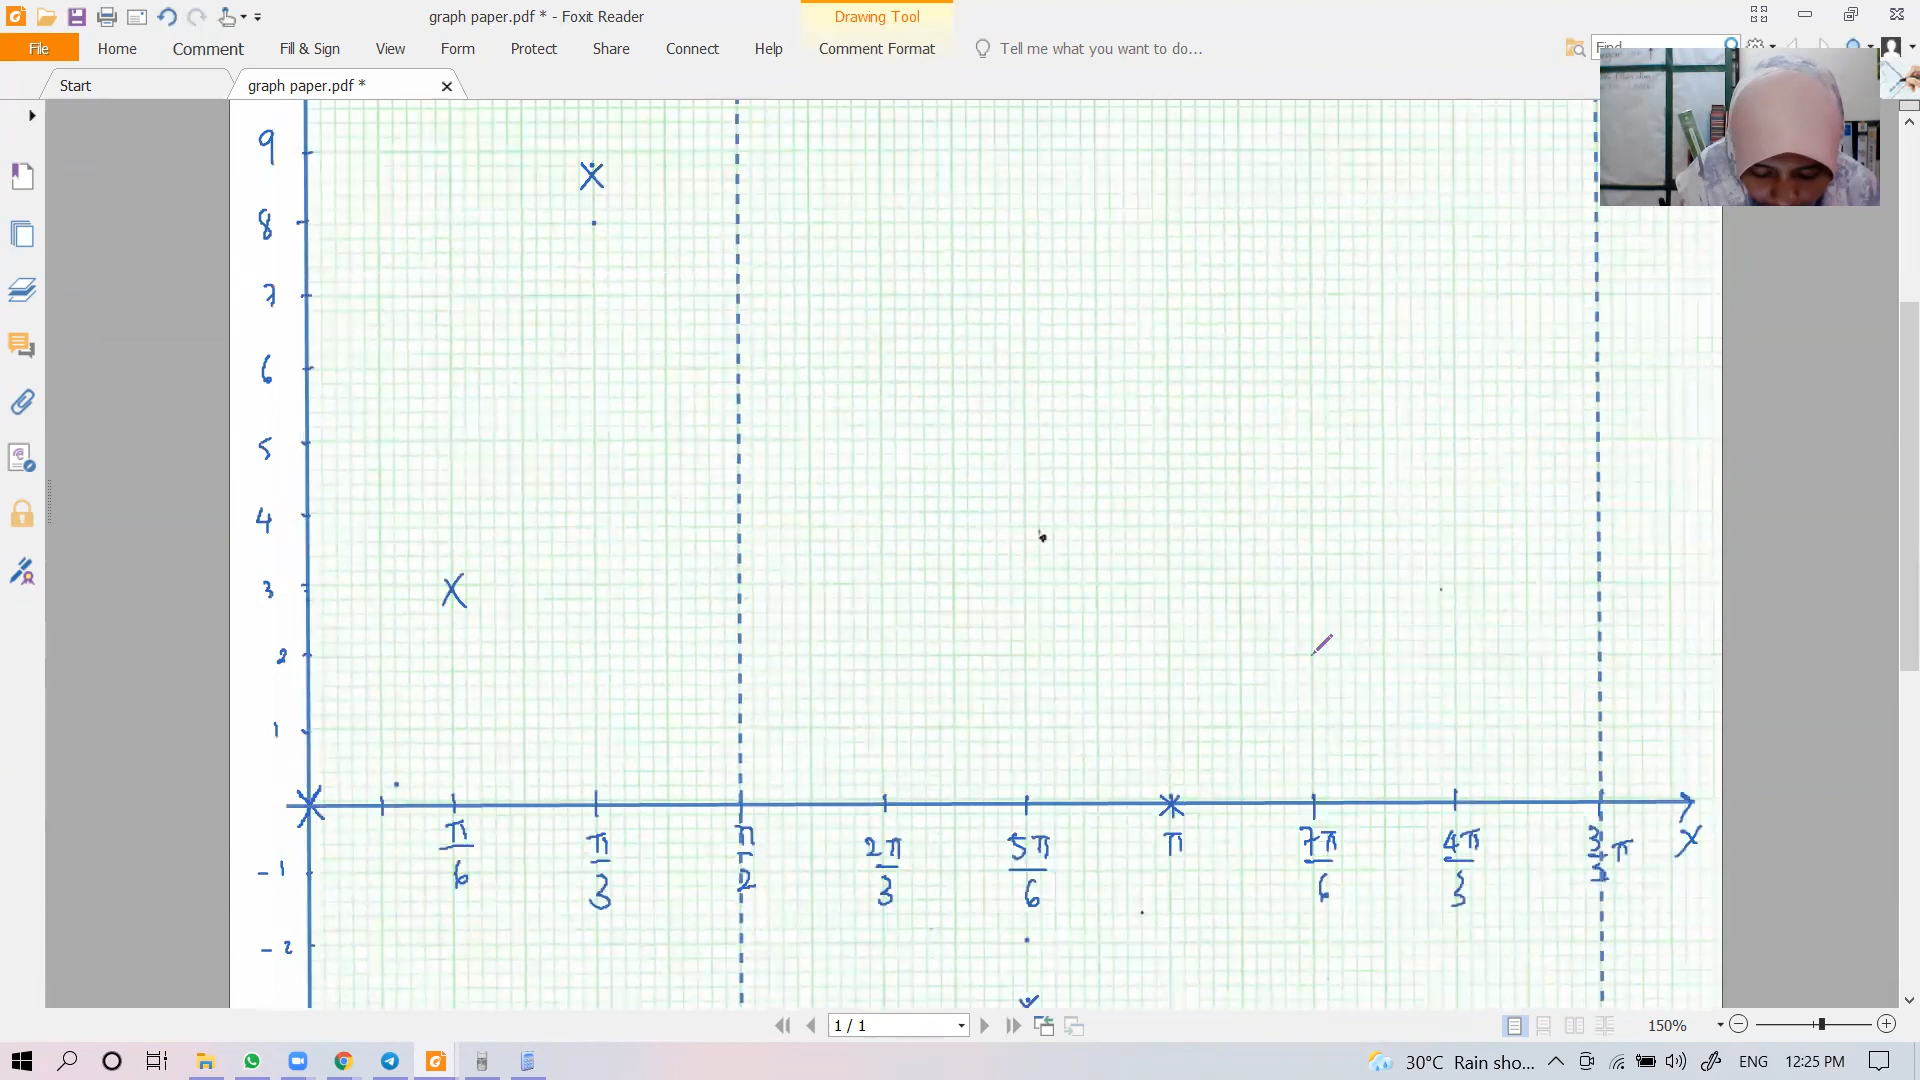 graph paper.pdf * - Foxit Reader
Drawing Tool
File Home Comment Fill & Sign View Form Protect Share Connect Help Comment Format Tell me what you want to do... Find
Start graph paper.pdf *
9
8
7
6
5
4
3
2
1
π/6 π/3 π/2 2π/3 5π/6 π 7π/6 4π/3 π x
-1
-2
1 / 1 150%
30°C Rain sho... ENG 12:25 PM